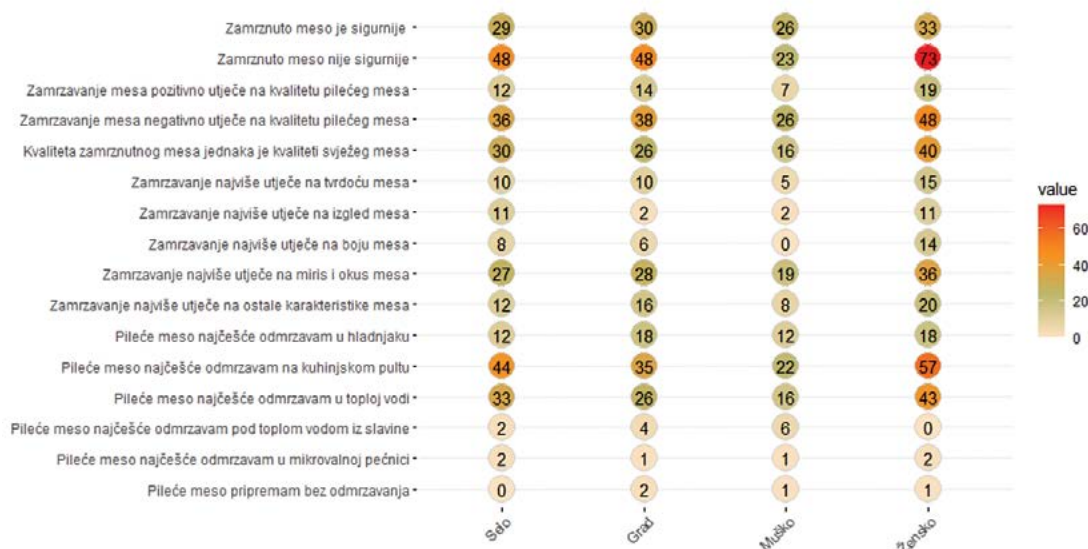 Zamrznuto meso je sigurnije 29 30 26 33
Zamrznuto meso nije sigurnije 48 48 23 73
Zamrzavanje mesa pozitivno utječe na kvalitetu pilećeg mesa 12 14 7 19
Zamrzavanje mesa negativno utječe na kvalitetu pilećeg mesa 36 38 26 48
Kvaliteta zamrznutnog mesa jednaka je kvaliteti svježeg mesa 30 26 16 40
Zamrzavanje najviše utječe na tvrdoću mesa 10 10 5 15
Zamrzavanje najviše utječe na izgled mesa 11 2 2 11
Zamrzavanje najviše utječe na boju mesa 8 6 0 14
Zamrzavanje najviše utječe na miris i okus mesa 27 28 19 36
Zamrzavanje najviše utječe na ostale karakteristike mesa 12 16 8 20
Pileće meso najčešće odmrzavam u hladnjaku 12 18 12 18
Pileće meso najčešće odmrzavam na kuhinjskom pultu 44 35 22 57
Pileće meso najčešće odmrzavam u toploj vodi 33 26 16 43
Pileće meso najčešće odmrzavam pod toplom vodom iz slavine 2 4 6 0
Pileće meso najčešće odmrzavam u mikrovalnoj pećnici 2 1 1 2
Pileće meso pripremam bez odmrzavanja 0 2 1 1
Selo Grad Muško Žensko
value
60
40
20
0